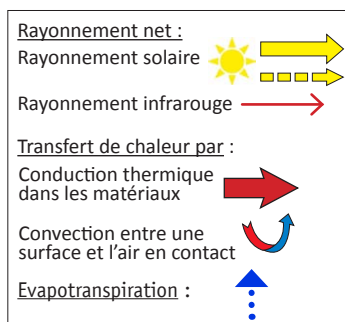 Rayonnement net :
Rayonnement solaire
Rayonnement infrarouge
Transfert de chaleur par :
Conduction thermique
dans les matériaux
Convection entre une
surface et l'air en contact
Evapotranspiration :